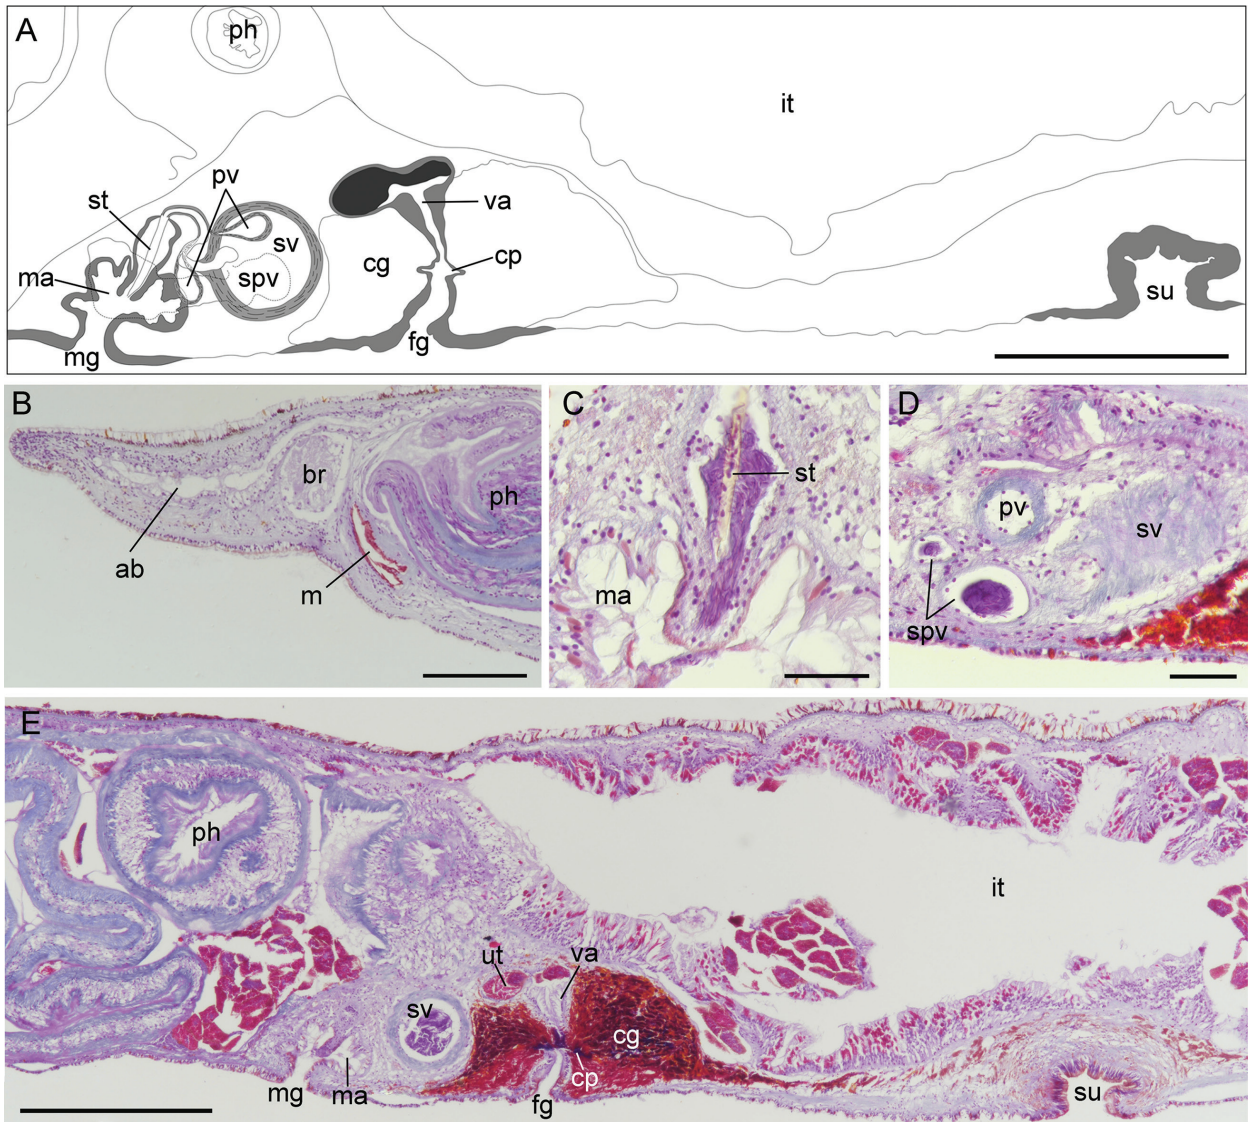 A
ph
it
pv
st
va
sv
ma
cg
cp
spv
su
mg
fg
B
br
ph
ab
m
C
st
ma
D
pv
sv
spv
E
ph
it
ut
va
sv
cg
cp
mg
ma
fg
su